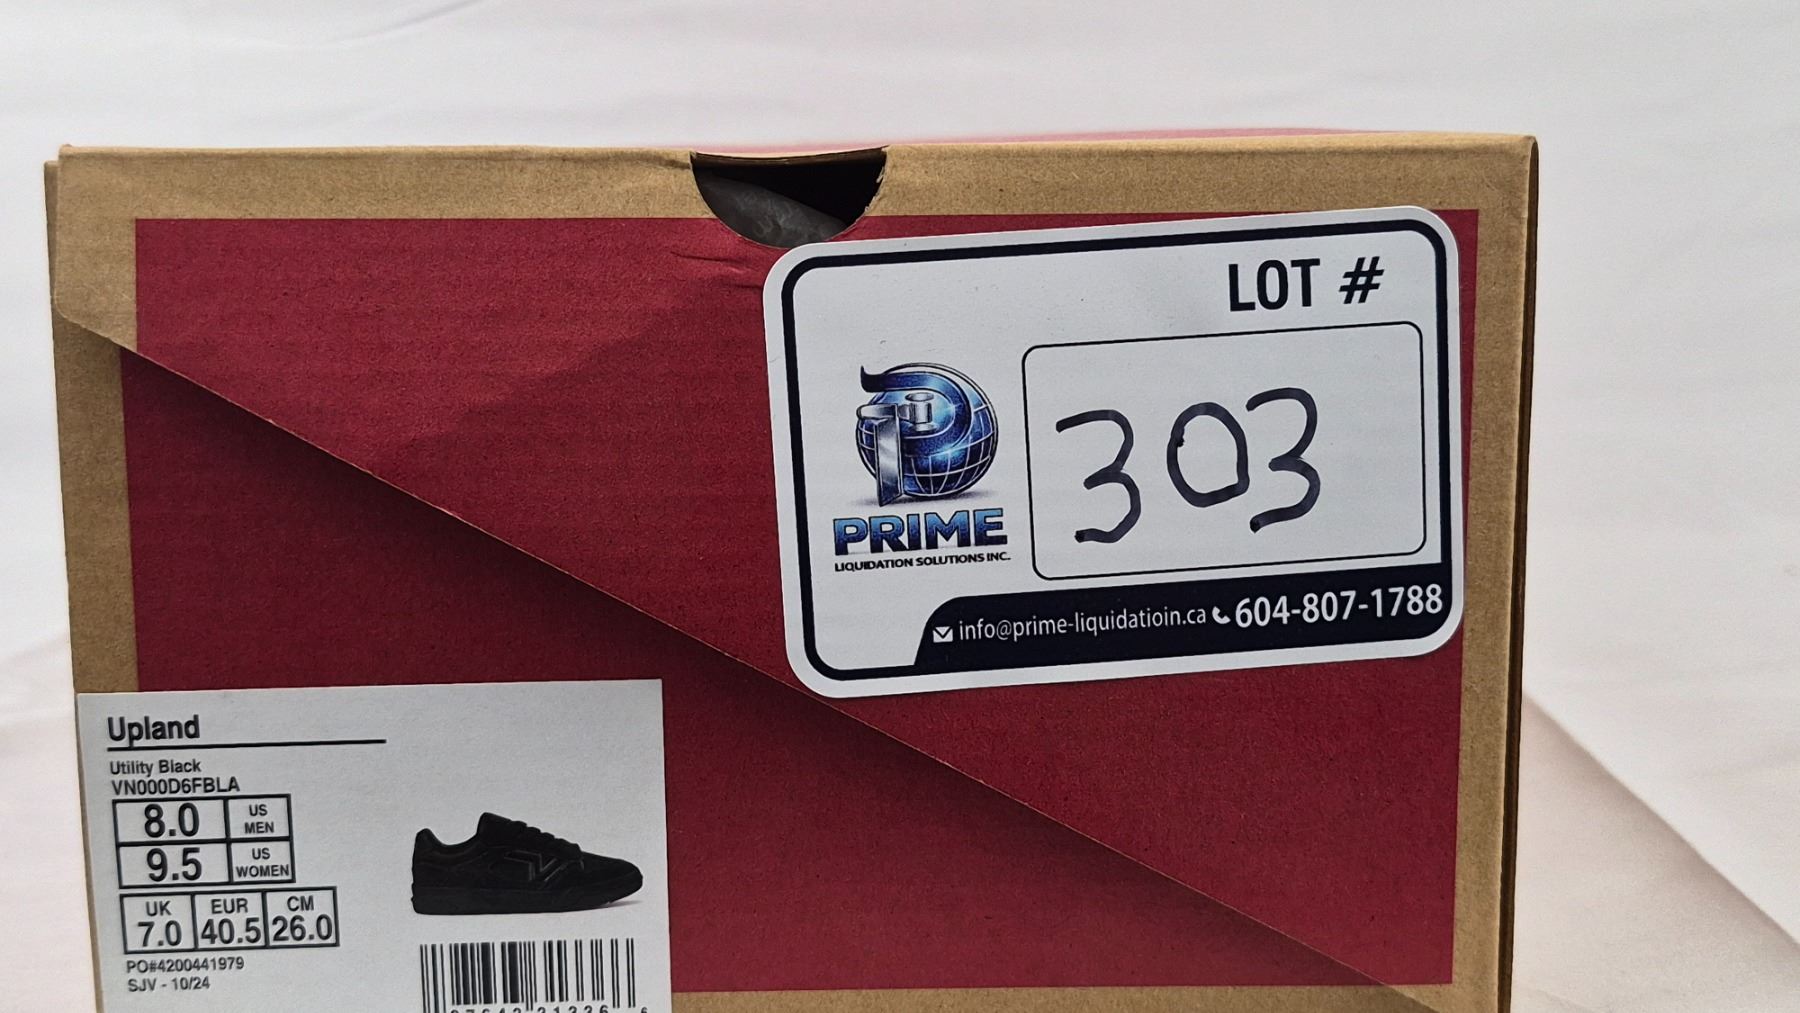 LOT #
303
PRIME
LIQUIDATION SOLUTIONS INC.
info@prime-liquidatioin.ca 604-807-1788
Upland
Utility Black
VN000D6FBLA
8.0 US MEN
9.5 US WOMEN
UK EUR CM
7.0 40.5 26.0
PO#4200441979
SJV - 10/24